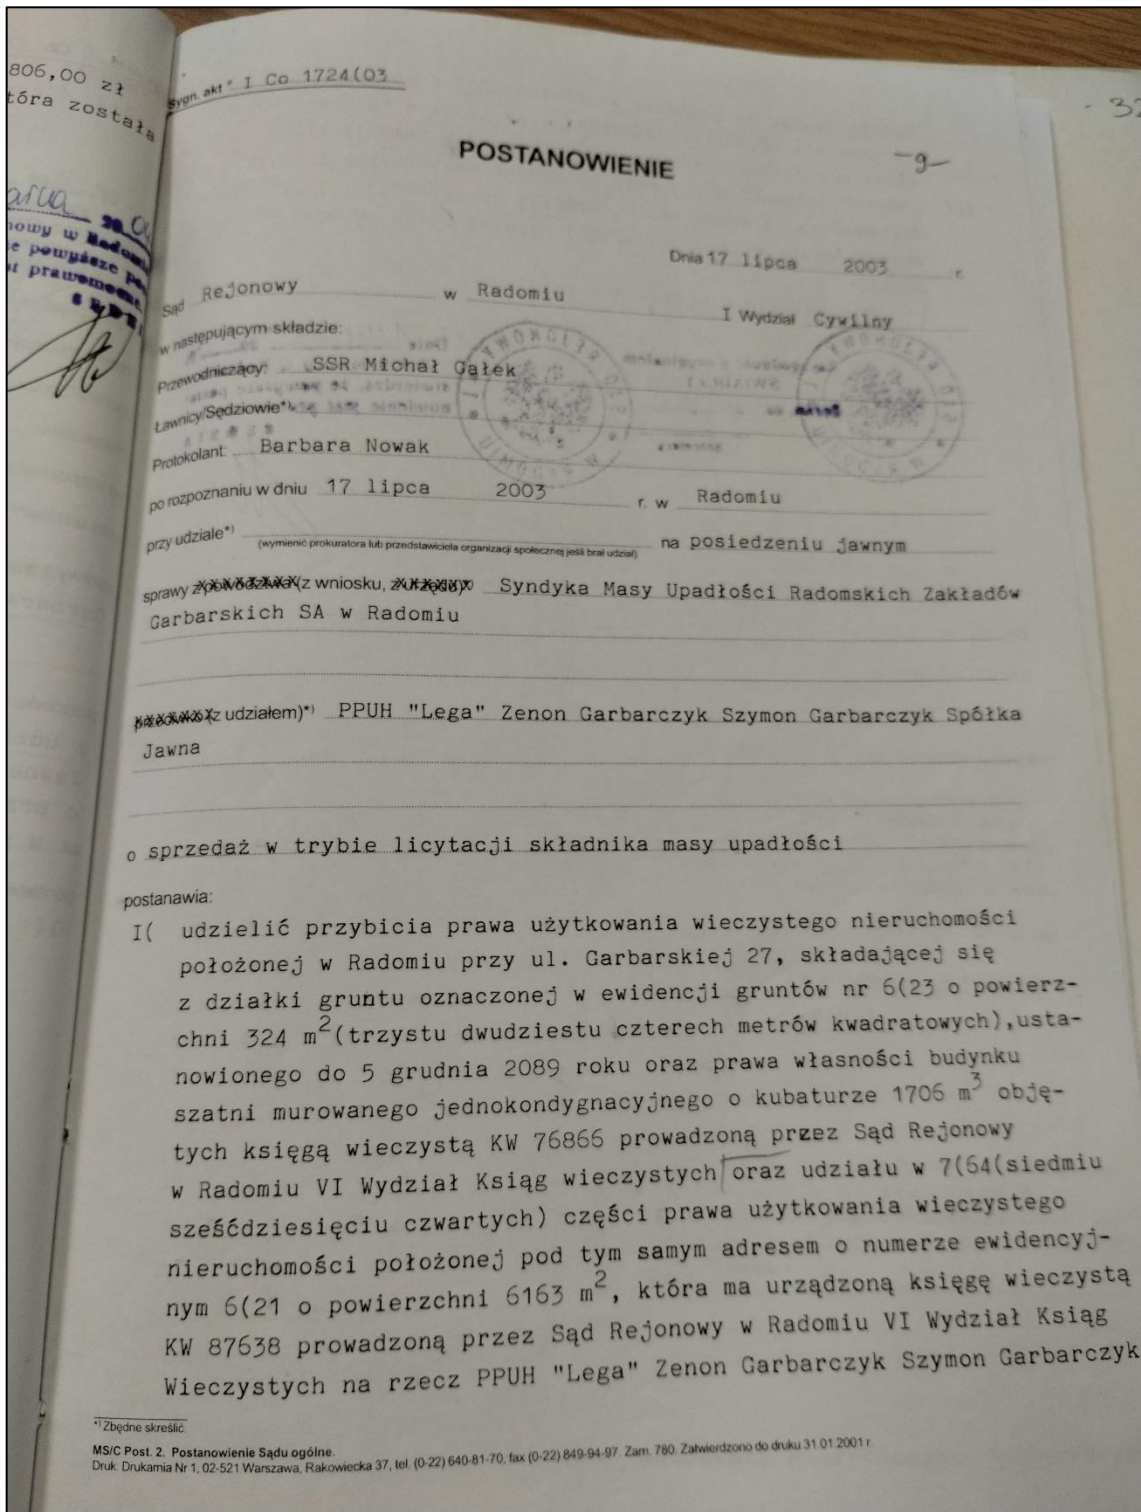 806,00 zł
która została
Sygn. akt * I Co 1724(03
- 32
POSTANOWIENIE
-9-
Dnia 17 lipca 2003 r.
Sąd Rejonowy w Radomiu I Wydział Cywilny
w następującym składzie:
Przewodniczący: SSR Michał Gałek
Ławnicy/Sędziowie*)
Protokolant: Barbara Nowak
po rozpoznaniu w dniu 17 lipca 2003 r. w Radomiu
przy udziale*) na posiedzeniu jawnym
(wymienić prokuratora lub przedstawiciela organizacji społecznej jeśli brał udział)
sprawy z powództwa (z wniosku, z urzędu)*) Syndyka Masy Upadłości Radomskich Zakładów
Garbarskich SA w Radomiu
przeciwko (z udziałem)*) PPUH "Lega" Zenon Garbarczyk Szymon Garbarczyk Spółka
Jawna
o sprzedaż w trybie licytacji składnika masy upadłości
postanawia:
I( udzielić przybicia prawa użytkowania wieczystego nieruchomości
położonej w Radomiu przy ul. Garbarskiej 27, składającej się
z działki gruntu oznaczonej w ewidencji gruntów nr 6(23 o powierz-
chni 324 m² (trzystu dwudziestu czterech metrów kwadratowych),usta-
nowionego do 5 grudnia 2089 roku oraz prawa własności budynku
szatni murowanego jednokondygnacyjnego o kubaturze 1706 m³ obję-
tych księgą wieczystą KW 76866 prowadzoną przez Sąd Rejonowy
w Radomiu VI Wydział Ksiąg wieczystych oraz udziału w 7(64(siedmiu
sześćdziesięciu czwartych) części prawa użytkowania wieczystego
nieruchomości położonej pod tym samym adresem o numerze ewidencyj-
nym 6(21 o powierzchni 6163 m², która ma urządzoną księgę wieczystą
KW 87638 prowadzoną przez Sąd Rejonowy w Radomiu VI Wydział Ksiąg
Wieczystych na rzecz PPUH "Lega" Zenon Garbarczyk Szymon Garbarczyk
*) Zbędne skreślić.
MS/C Post. 2. Postanowienie Sądu ogólne.
Druk. Drukarnia Nr 1, 02-521 Warszawa, Rakowiecka 37, tel. (0-22) 640-81-70, fax (0-22) 849-94-97. Zam. 780. Zatwierdzono do druku 31.01.2001 r.